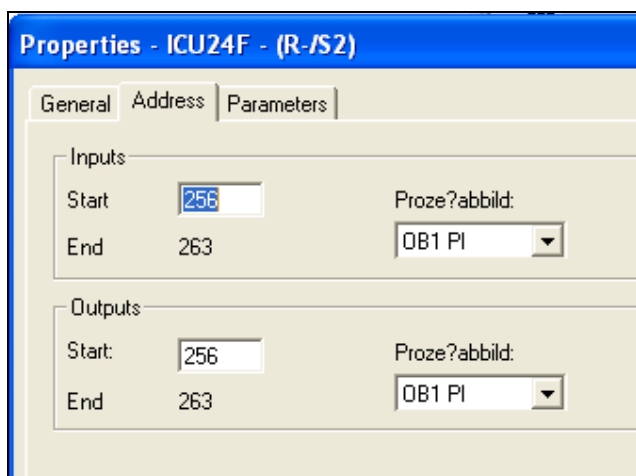 Properties - ICU24F - (R-/S2)
General Address Parameters
Inputs
Start 256 Proze?abbild:
End 263 OB1 PI
Outputs
Start: 256 Proze?abbild:
End 263 OB1 PI